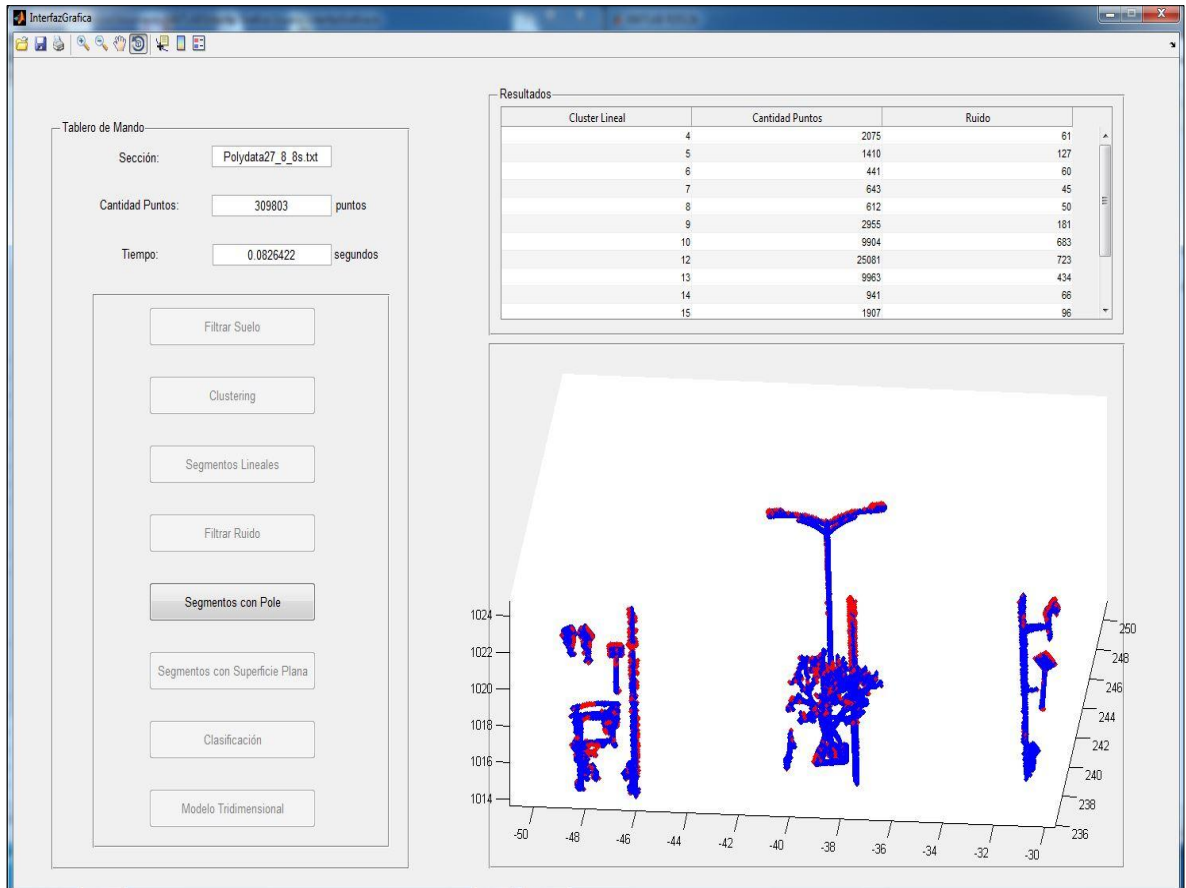 InterfazGrafica
Tablero de Mando
Sección: Polydata27_8_8s.txt
Cantidad Puntos: 309803 puntos
Tiempo: 0.0826422 segundos
Filtrar Suelo
Clustering
Segmentos Lineales
Filtrar Ruido
Segmentos con Pole
Segmentos con Superficie Plana
Clasificación
Modelo Tridimensional
Resultados
Cluster Lineal Cantidad Puntos Ruido
4 2075 61
5 1410 127
6 441 60
7 643 45
8 612 50
9 2955 181
10 9904 683
12 25081 723
13 9963 434
14 941 66
15 1907 96
1024
1022
1020
1018
1016
1014
-50 -48 -46 -44 -42 -40 -38 -36 -34 -32 -30
250
248
246
244
242
240
238
236